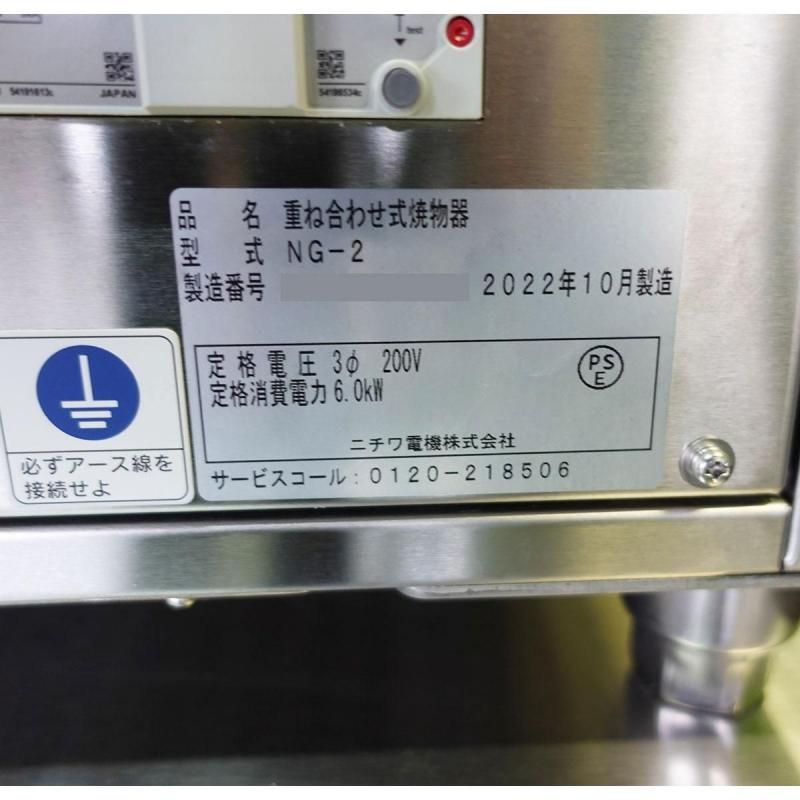 test
54191613c JAPAN
54198534c
品名 重ね合わせ式焼物器
型式 NG-2
製造番号 2022年10月製造
定格電圧 3φ 200V
定格消費電力 6.0kW
PS
E
ニチワ電機株式会社
サービスコール:0120-218506
必ずアース線を
接続せよ